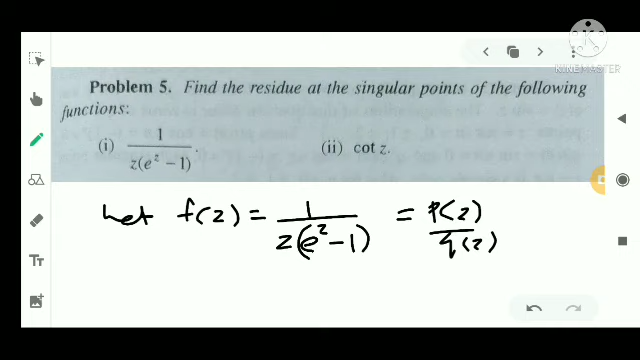 KINEMASTER
Problem 5. Find the residue at the singular points of the following
functions:
(i) 1/(z(e^z − 1)). (ii) cot z.
Let f(z) = 1/(z(e^z − 1)) = p(z)/q(z)
Tт